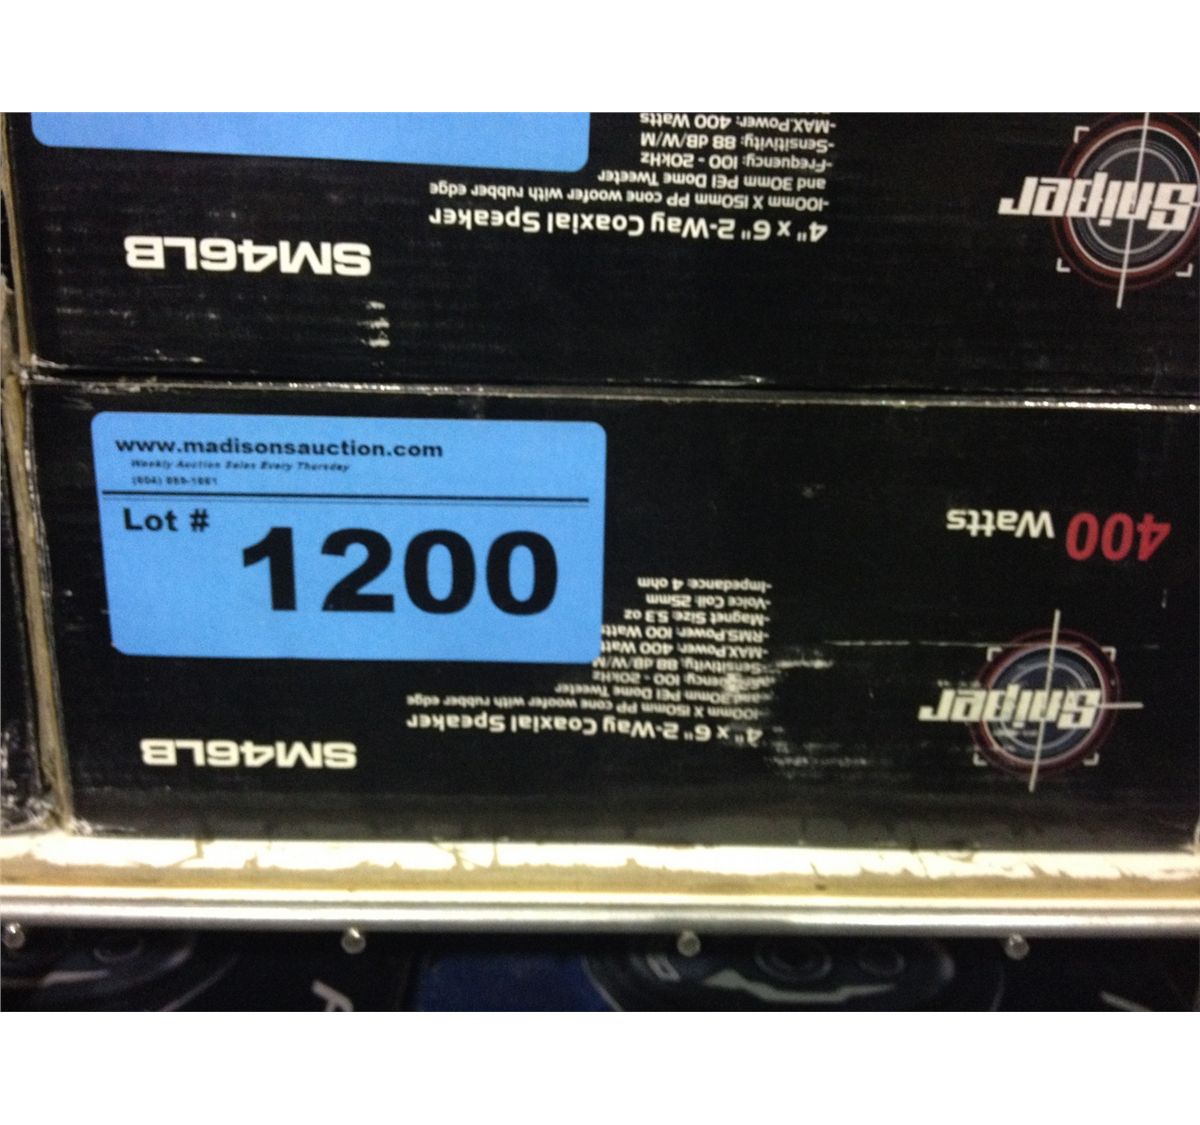 -MAX.Power: 400 Watts
-Sensitivity: 88 dB/W/M
-Frequency: 100 - 20kHz
and 30mm PEI Dome Tweeter
-100mm X 150mm PP cone woofer with rubber edge
4" x 6" 2-Way Coaxial Speaker
SM46LB
Sniper
www.madisonsauction.com
Weekly Auction Sales Every Thursday
Lot #
1200
400 Watts
Sniper
SM46LB
4" x 6" 2-Way Coaxial Speaker
-100mm X 150mm PP cone woofer with rubber edge
and 30mm PEI Dome Tweeter
-Frequency: 100 - 20kHz
-Sensitivity: 88 dB/W/M
-MAX.Power: 400 Watts
-RMS.Power: 100 Watts
-Magnet Size: 5.3 oz
-Voice Coil: 25mm
-Impedance: 4 ohm